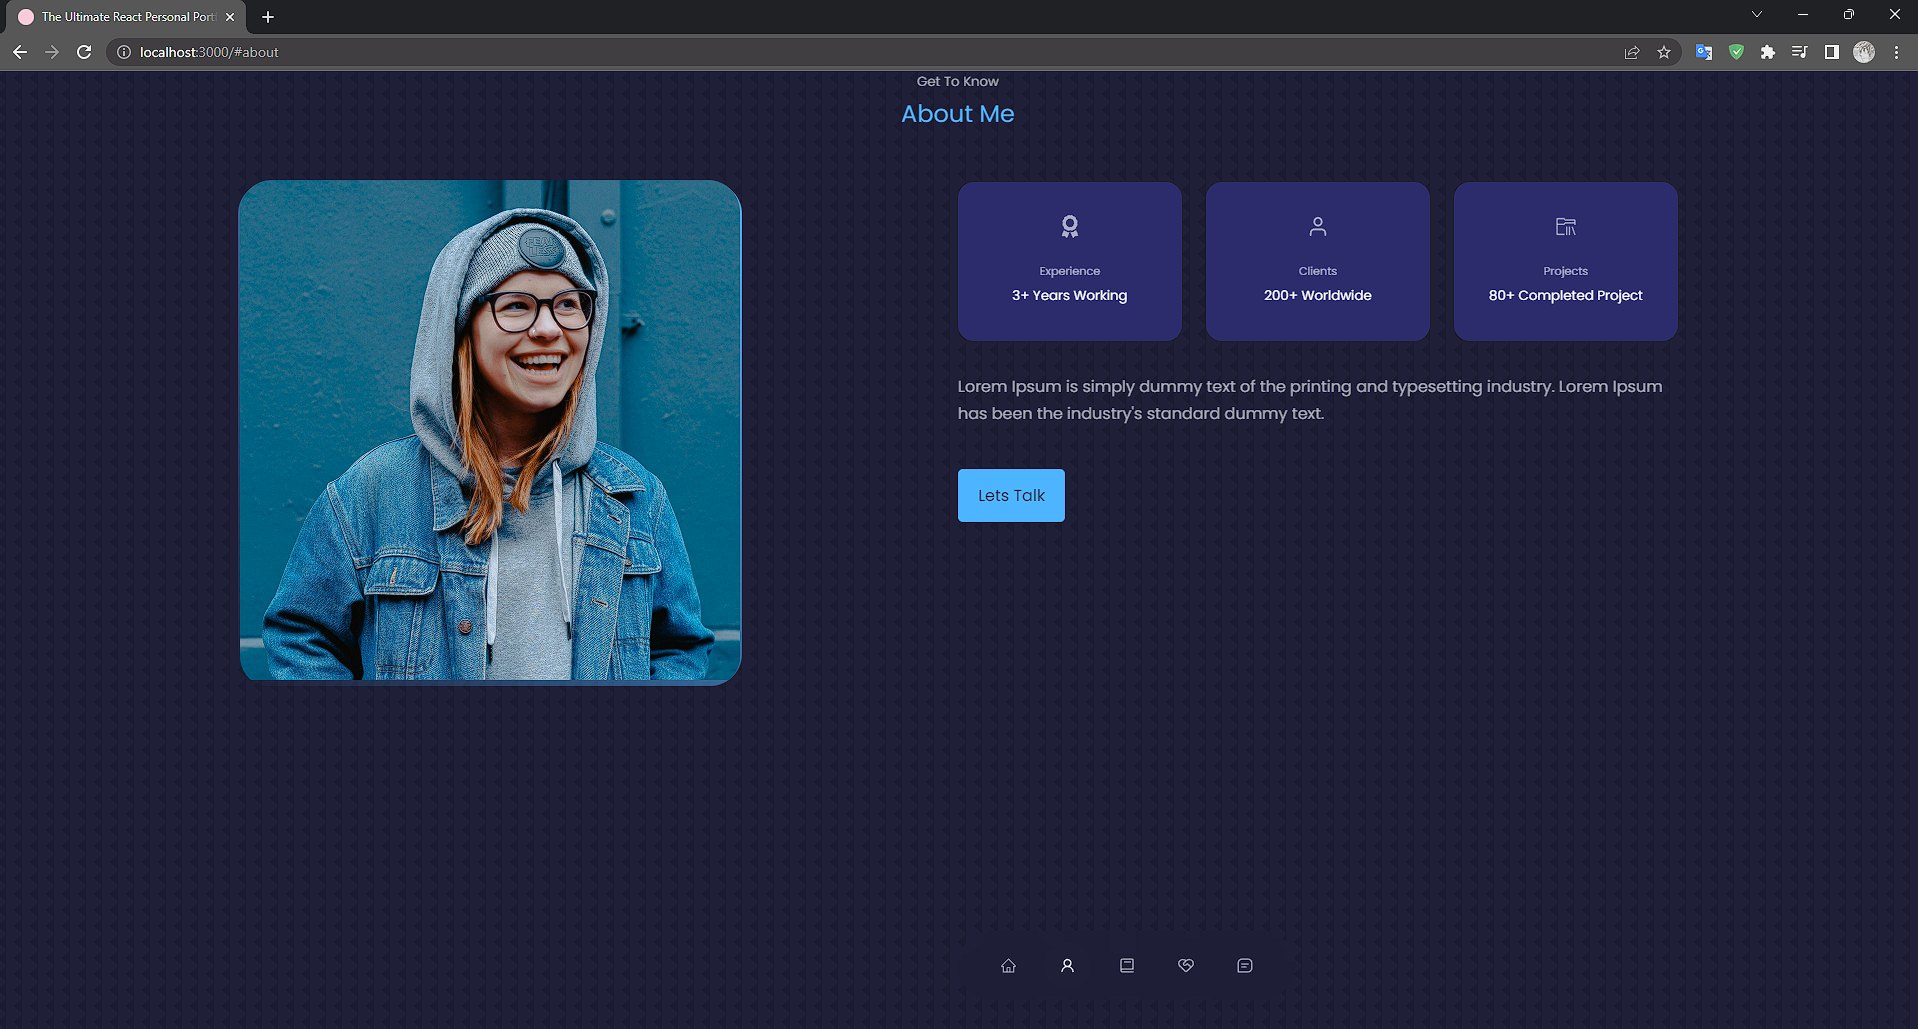 The Ultimate React Personal Port
localhost:3000/#about
Get To Know
About Me
FEAR
LESS
Experience
3+ Years Working
Clients
200+ Worldwide
Projects
80+ Completed Project
Lorem Ipsum is simply dummy text of the printing and typesetting industry. Lorem Ipsum
has been the industry's standard dummy text.
Lets Talk